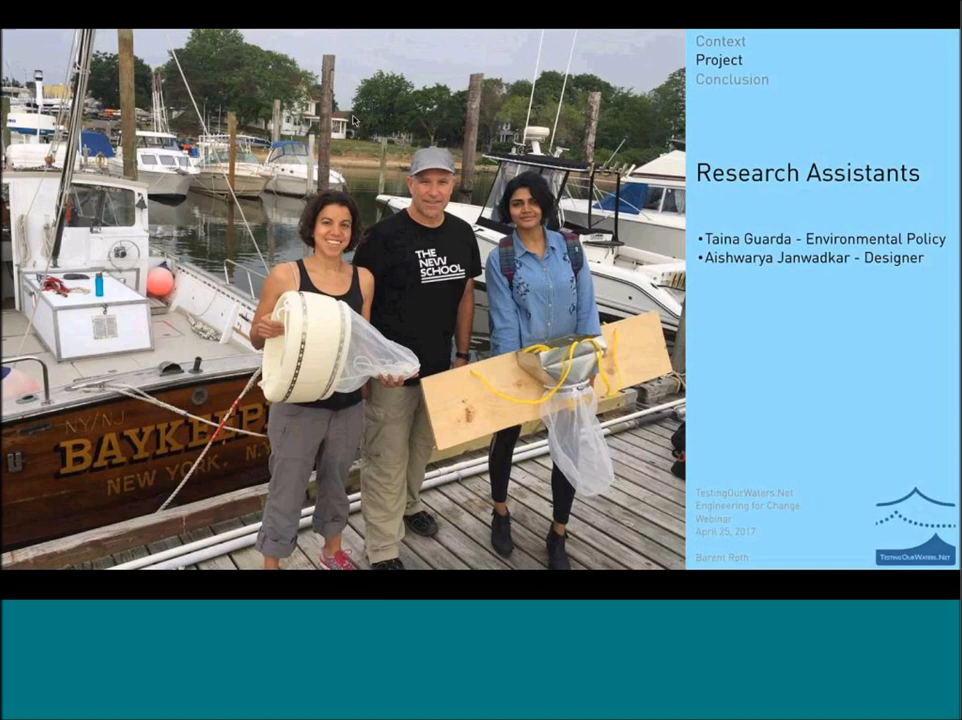 Context
Project
Conclusion
Research Assistants
•Taina Guarda - Environmental Policy
•Aishwarya Janwadkar - Designer
THE
NEW
SCHOOL
NY/NJ
NEW YORK, N.Y.
TestingOurWaters.Net
Engineering for Change
Webinar
April 25, 2017
Barent Roth
TESTINGOURWATERS.NET